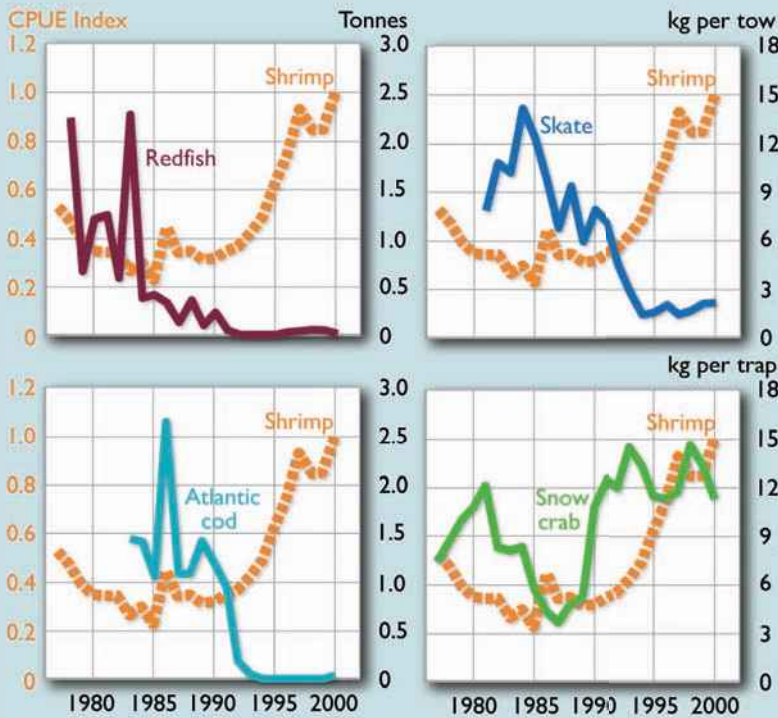 CPUE Index
Tonnes
kg per tow
1.2
3.0
18
Shrimp
Shrimp
1.0
2.5
15
Skate
0.8
2.0
12
Redfish
0.6
1.5
9
0.4
1.0
6
0.2
0.5
3
0
0
0
kg per trap
1.2
3.0
18
Shrimp
Shrimp
1.0
2.5
15
Atlantic
cod
Snow
crab
0.8
2.0
12
0.6
1.5
9
0.4
1.0
6
0.2
0.5
3
0
0
0
1980 1985 1990 1995 2000
1980 1985 1990 1995 2000